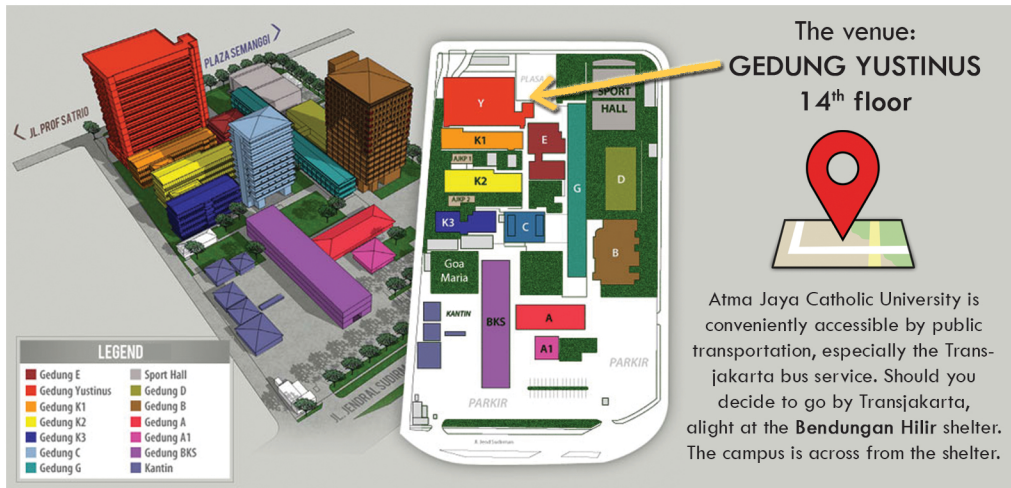 PLAZA SEMANGGI
JL. PROF SATRIO
JL. JENDRAL SUDIRMAN
LEGEND
Gedung E
Gedung Yustinus
Gedung K1
Gedung K2
Gedung K3
Gedung C
Gedung G
Sport Hall
Gedung D
Gedung B
Gedung A
Gedung A1
Gedung BKS
Kantin
PLASA
SPORT
HALL
Y
K1
E
AJKP 1
K2
G
D
AJKP 2
K3
C
B
Goa
Maria
KANTIN
BKS
A
A1
PARKIR
PARKIR
Jl. Jend Sudirman
The venue:
GEDUNG YUSTINUS
14th floor
Atma Jaya Catholic University is
conveniently accessible by public
transportation, especially the Trans-
jakarta bus service. Should you
decide to go by Transjakarta,
alight at the Bendungan Hilir shelter.
The campus is across from the shelter.